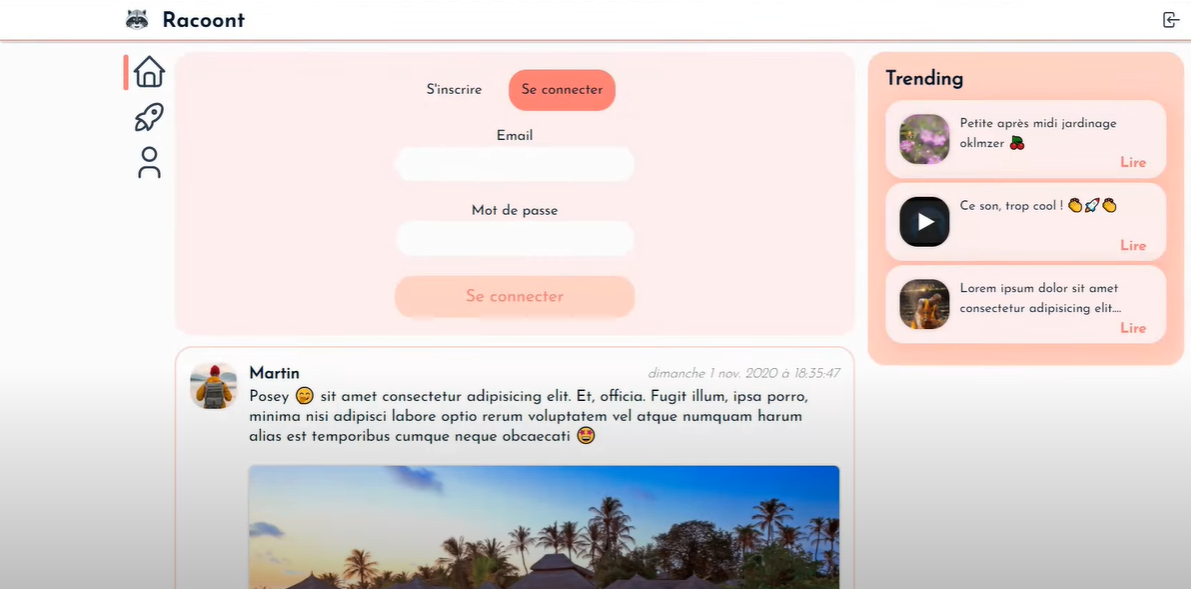 Racoont
S'inscrire
Se connecter
Email
Mot de passe
Se connecter
Martin
dimanche 1 nov. 2020 à 18:35:47
Posey 😊 sit amet consectetur adipisicing elit. Et, officia. Fugit illum, ipsa porro,
minima nisi adipisci labore optio rerum voluptatem vel atque numquam harum
alias est temporibus cumque neque obcaecati 🤩
Trending
Petite après midi jardinage
oklmzer 🍒
Lire
Ce son, trop cool ! 👏🚀👏
Lire
Lorem ipsum dolor sit amet
consectetur adipisicing elit....
Lire